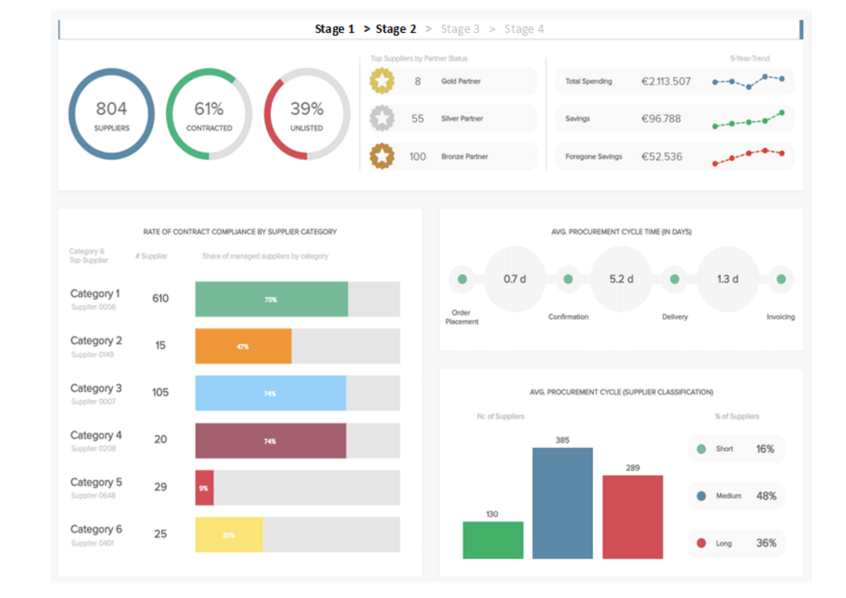 Stage 1 > Stage 2 > Stage 3 > Stage 4
Top Suppliers by Partner Status
5-Year-Trend
804
SUPPLIERS
61%
CONTRACTED
39%
UNLISTED
8 Gold Partner
55 Silver Partner
100 Bronze Partner
Total Spending €2.113.507
Savings €96.788
Foregone Savings €52.536
RATE OF CONTRACT COMPLIANCE BY SUPPLIER CATEGORY
Category &
Top Supplier
# Supplier
Share of managed suppliers by category
Category 1
Supplier 0056
610
75%
Category 2
Supplier 0149
15
47%
Category 3
Supplier 0007
105
74%
Category 4
Supplier 0208
20
74%
Category 5
Supplier 0648
29
9%
Category 6
Supplier 0401
25
33%
AVG. PROCUREMENT CYCLE TIME (IN DAYS)
0.7 d
5.2 d
1.3 d
Order
Placement
Confirmation
Delivery
Invoicing
AVG. PROCUREMENT CYCLE (SUPPLIER CLASSIFICATION)
Nr. of Suppliers
% of Suppliers
130
385
289
Short 16%
Medium 48%
Long 36%